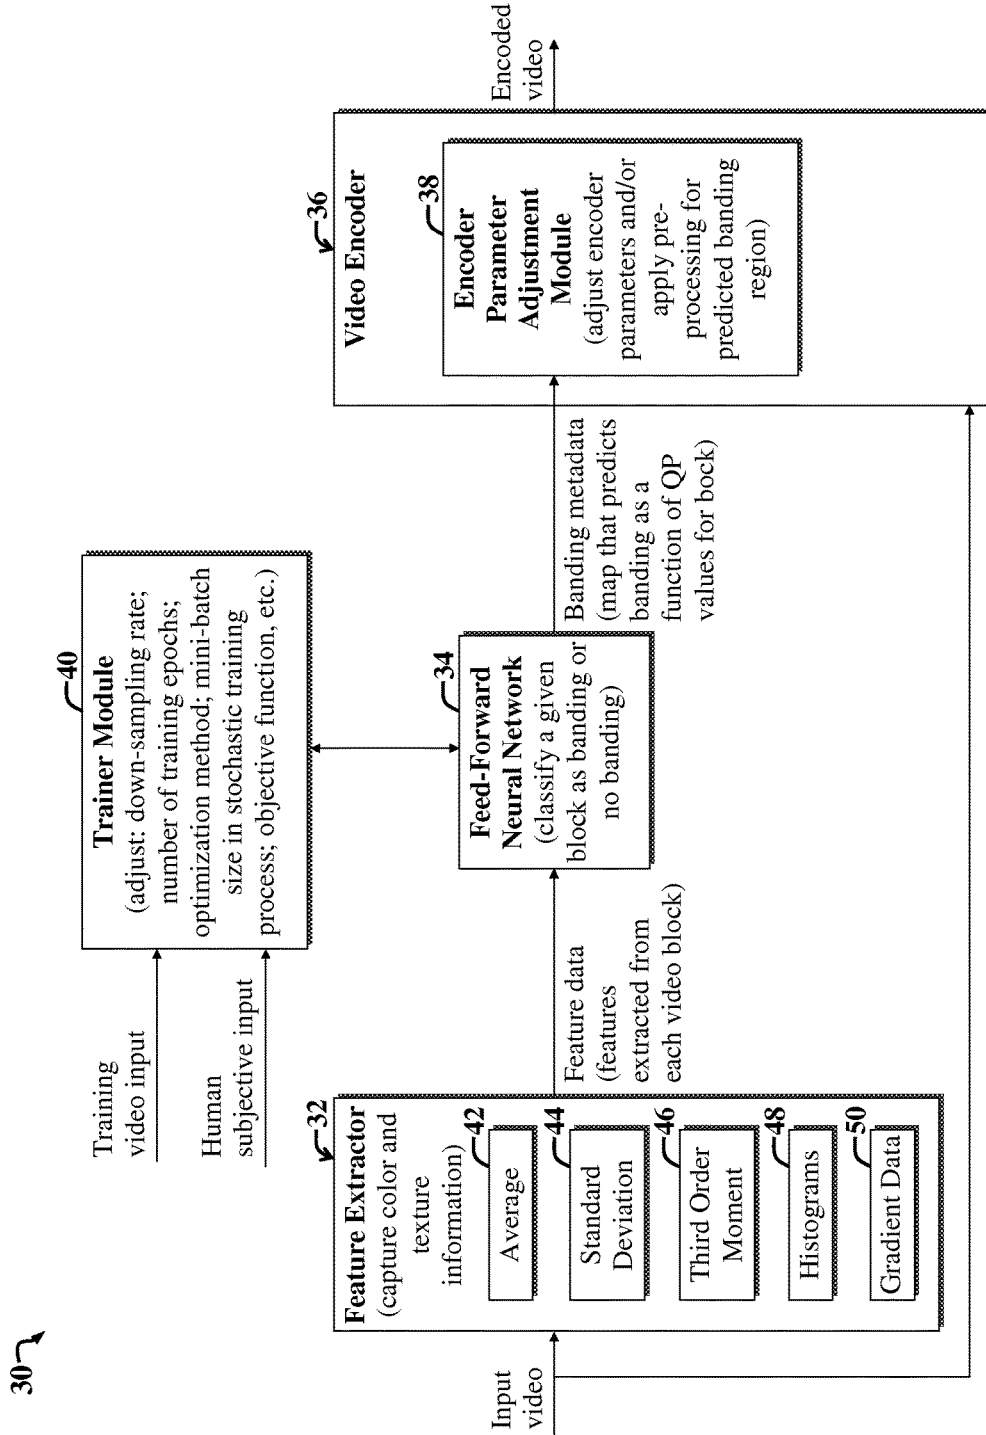 30
Training
video input
Human
subjective input
40
Trainer Module
(adjust: down-sampling rate;
number of training epochs;
optimization method; mini-batch
size in stochastic training
process; objective function, etc.)
Input
video
32
Feature Extractor
(capture color and
texture
information)
42
Average
44
Standard
Deviation
46
Third Order
Moment
48
Histograms
50
Gradient Data
Feature data
(features
extracted from
each video block)
34
Feed-Forward
Neural Network
(classify a given
block as banding or
no banding)
Banding metadata
(map that predicts
banding as a
function of QP
values for bock)
36
Video Encoder
38
Encoder
Parameter
Adjustment
Module
(adjust encoder
parameters and/or
apply pre-
processing for
predicted banding
region)
Encoded
video